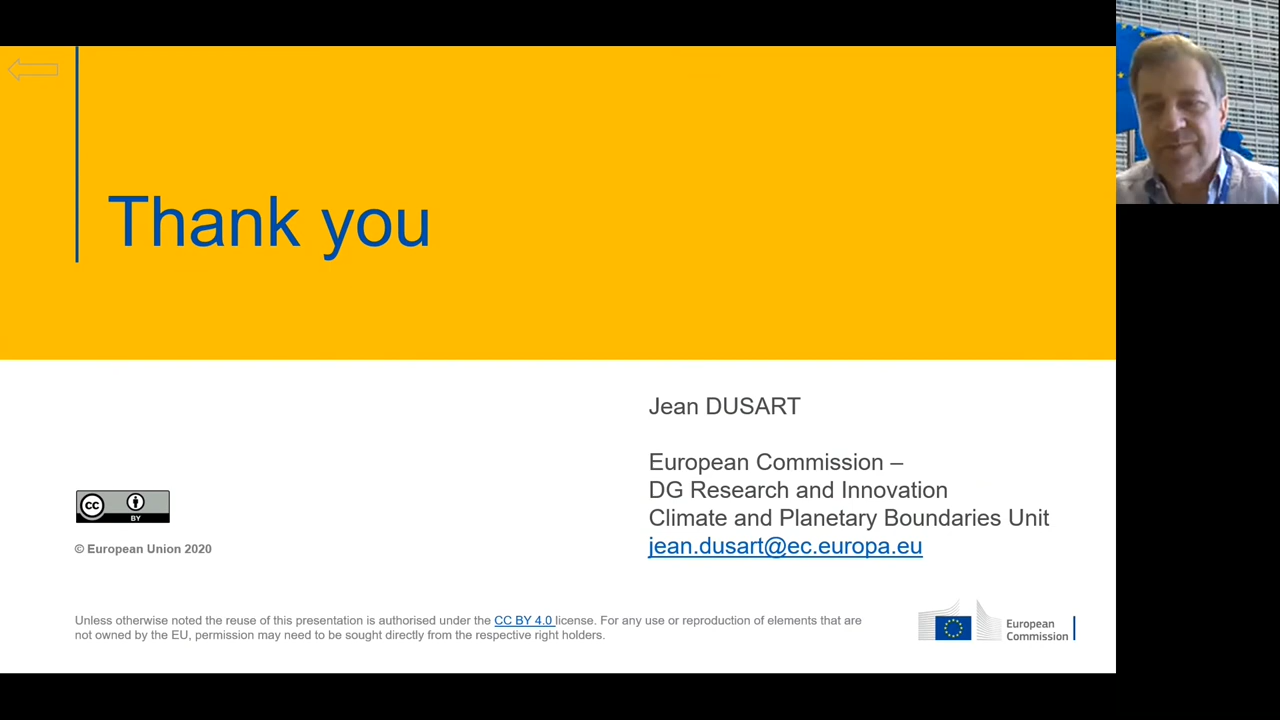 Thank you
Jean DUSART
European Commission –
DG Research and Innovation
Climate and Planetary Boundaries Unit
jean.dusart@ec.europa.eu
cc
BY
© European Union 2020
Unless otherwise noted the reuse of this presentation is authorised under the CC BY 4.0 license. For any use or reproduction of elements that are
not owned by the EU, permission may need to be sought directly from the respective right holders.
European
Commission